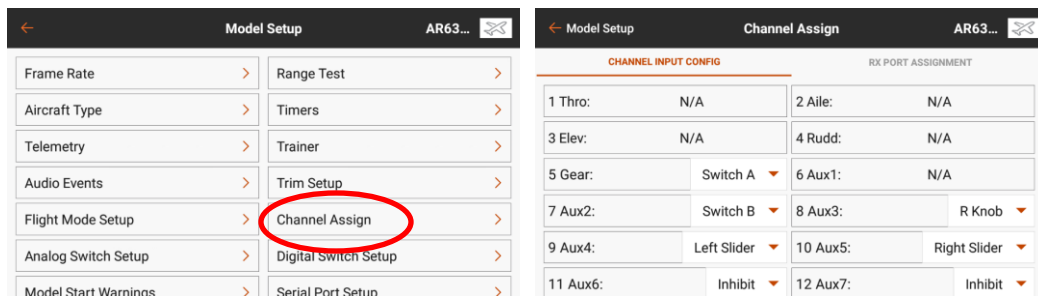 Model Setup AR63...
Frame Rate Range Test
Aircraft Type Timers
Telemetry Trainer
Audio Events Trim Setup
Flight Mode Setup Channel Assign
Analog Switch Setup Digital Switch Setup
Model Start Warnings Serial Port Setup
Model Setup Channel Assign AR63...
CHANNEL INPUT CONFIG RX PORT ASSIGNMENT
1 Thro: N/A 2 Aile: N/A
3 Elev: N/A 4 Rudd: N/A
5 Gear: Switch A 6 Aux1: N/A
7 Aux2: Switch B 8 Aux3: R Knob
9 Aux4: Left Slider 10 Aux5: Right Slider
11 Aux6: Inhibit 12 Aux7: Inhibit